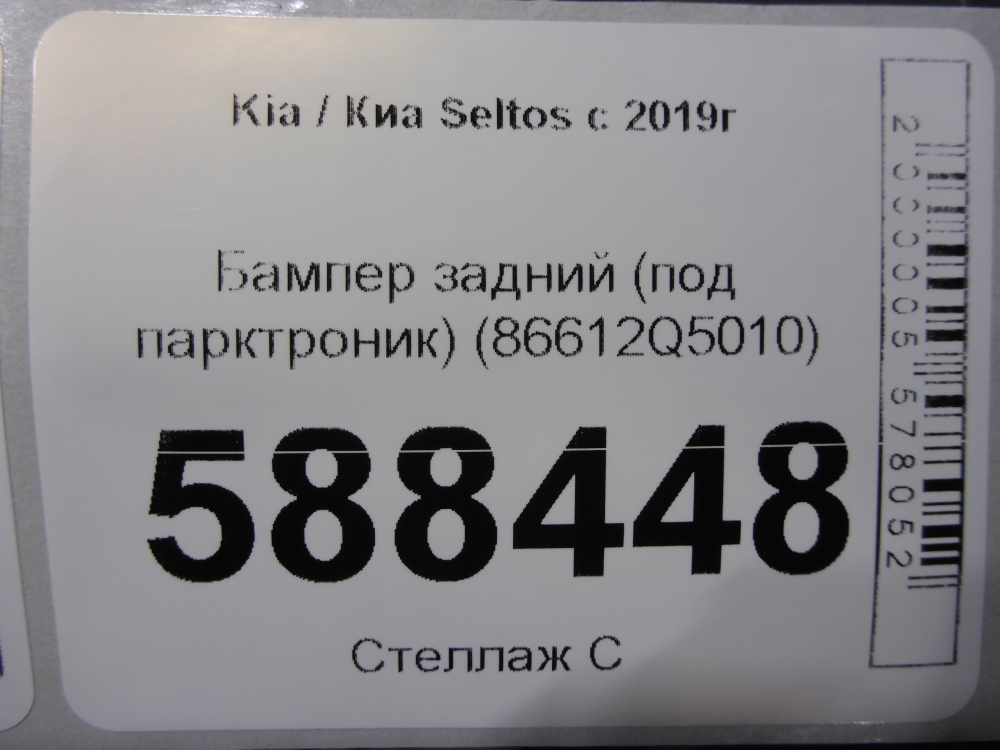 Kia / Киа Seltos с 2019г
Бампер задний (под
парктроник) (86612Q5010)
588448
Стеллаж С
2000005578052